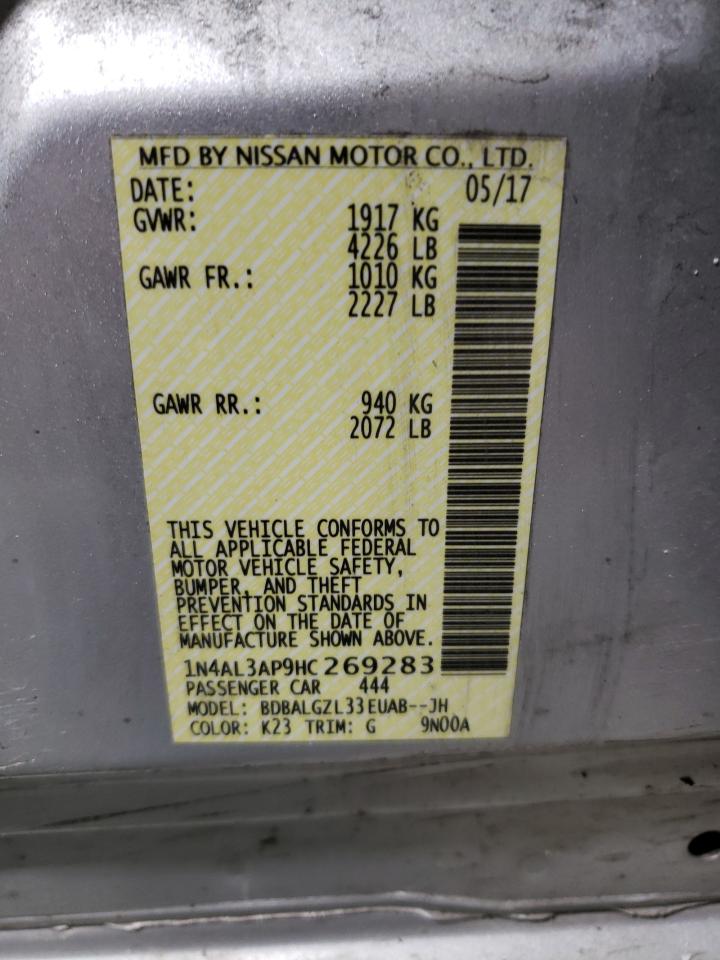 MFD BY NISSAN MOTOR CO., LTD.
DATE: 05/17
GVWR: 1917 KG
4226 LB
GAWR FR.: 1010 KG
2227 LB
GAWR RR.: 940 KG
2072 LB
THIS VEHICLE CONFORMS TO
ALL APPLICABLE FEDERAL
MOTOR VEHICLE SAFETY,
BUMPER, AND THEFT
PREVENTION STANDARDS IN
EFFECT ON THE DATE OF
MANUFACTURE SHOWN ABOVE.
1N4AL3AP9HC269283
PASSENGER CAR 444
MODEL: BDBALGZL33EUAB--JH
COLOR: K23 TRIM: G 9N00A